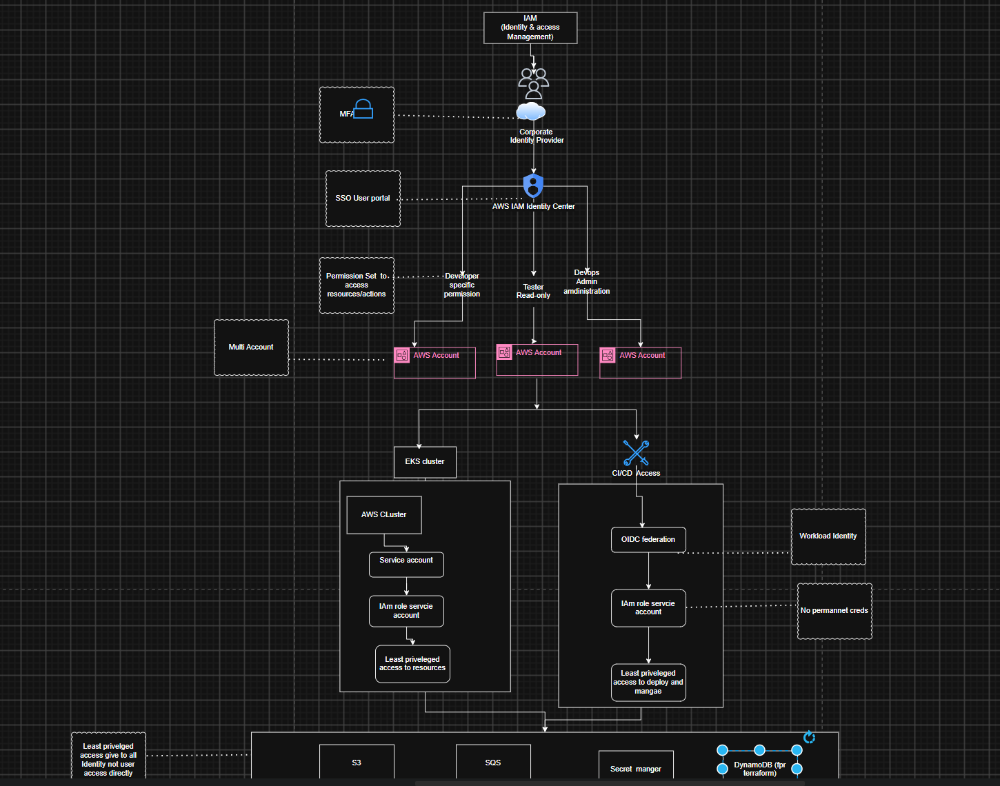 IAM
(Identity & access
Management)
MFA
Corporate
Identity Provider
SSO User portal
AWS IAM Identity Center
Permission Set to
access
resources/actions
Developer
specific
permission
Tester
Read-only
Devops
Admin
amdinistration
Multi Account
AWS Account
AWS Account
AWS Account
EKS cluster
CI/CD Access
AWS CLuster
Service account
IAm role servcie
account
Least priveleged
access to resources
OIDC federation
IAm role servcie
account
Least priveleged
access to deploy and
mangae
Workload Identity
No permannet creds
Least privelged
access give to all
Identity not user
access directly
S3
SQS
Secret manger
DynamoDB (fpr
terraform)